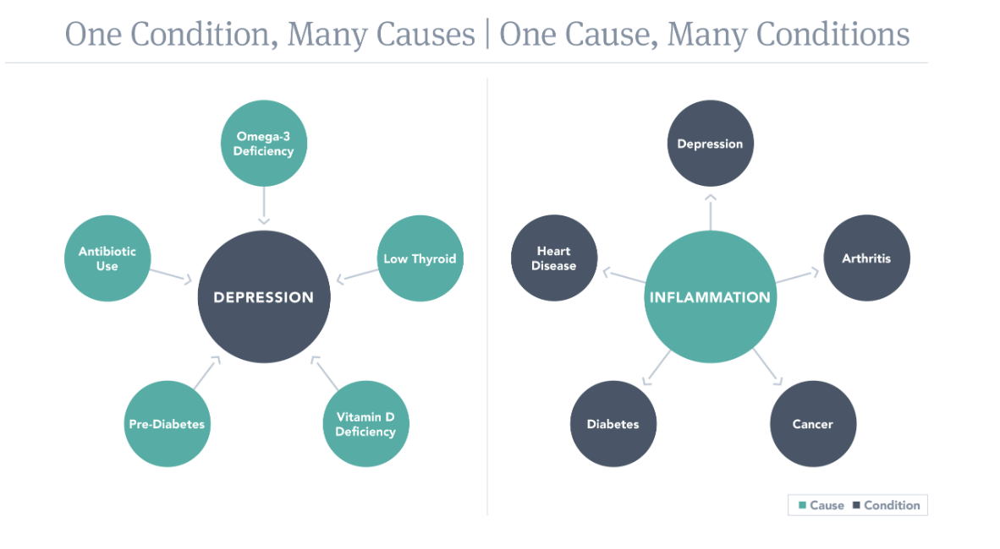 One Condition, Many Causes | One Cause, Many Conditions
Omega-3
Deficiency
Antibiotic
Use
Low Thyroid
DEPRESSION
Pre-Diabetes
Vitamin D
Deficiency
Depression
Heart
Disease
Arthritis
INFLAMMATION
Diabetes
Cancer
Cause Condition